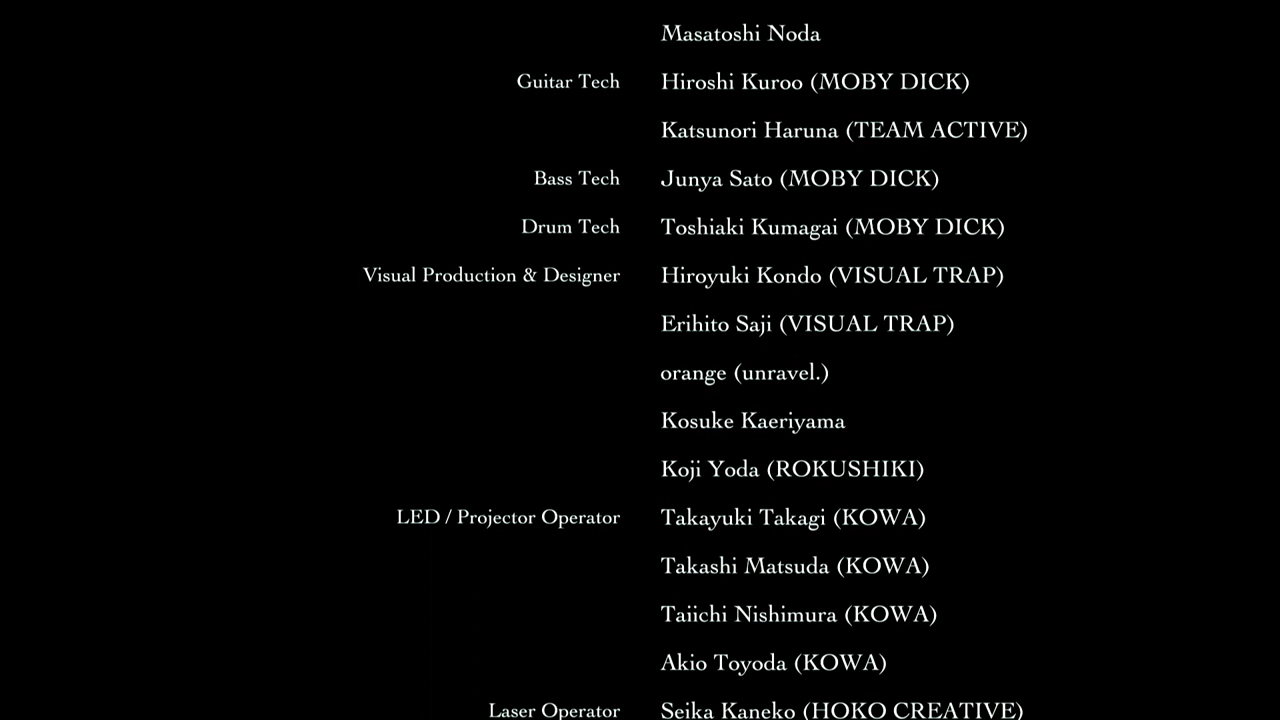 Masatoshi Noda
Guitar Tech Hiroshi Kuroo (MOBY DICK)
Katsunori Haruna (TEAM ACTIVE)
Bass Tech Junya Sato (MOBY DICK)
Drum Tech Toshiaki Kumagai (MOBY DICK)
Visual Production & Designer Hiroyuki Kondo (VISUAL TRAP)
Erihito Saji (VISUAL TRAP)
orange (unravel.)
Kosuke Kaeriyama
Koji Yoda (ROKUSHIKI)
LED / Projector Operator Takayuki Takagi (KOWA)
Takashi Matsuda (KOWA)
Taiichi Nishimura (KOWA)
Akio Toyoda (KOWA)
Laser Operator Seika Kaneko (HOKO CREATIVE)